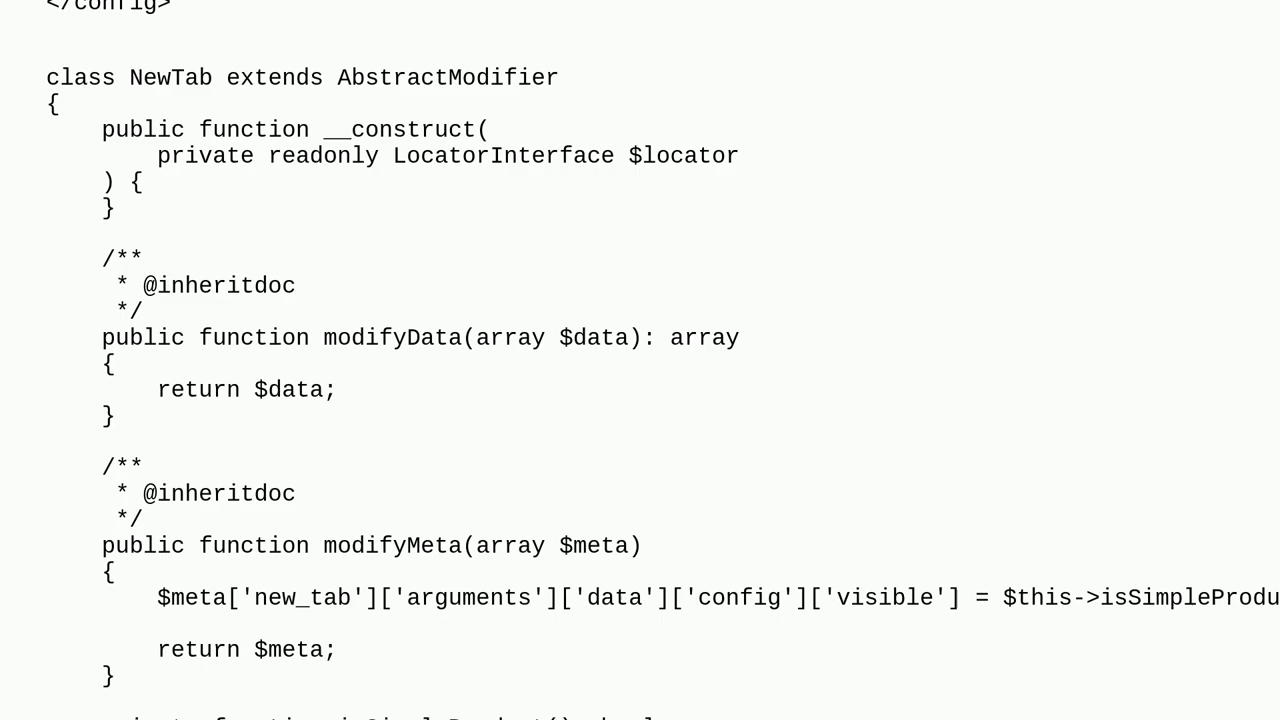 </config>
class NewTab extends AbstractModifier
{
    public function __construct(
        private readonly LocatorInterface $locator
    ) {
    }
    /**
     * @inheritdoc
     */
    public function modifyData(array $data): array
    {
        return $data;
    }
    /**
     * @inheritdoc
     */
    public function modifyMeta(array $meta)
    {
        $meta['new_tab']['arguments']['data']['config']['visible'] = $this->isSimpleProdu
        return $meta;
    }